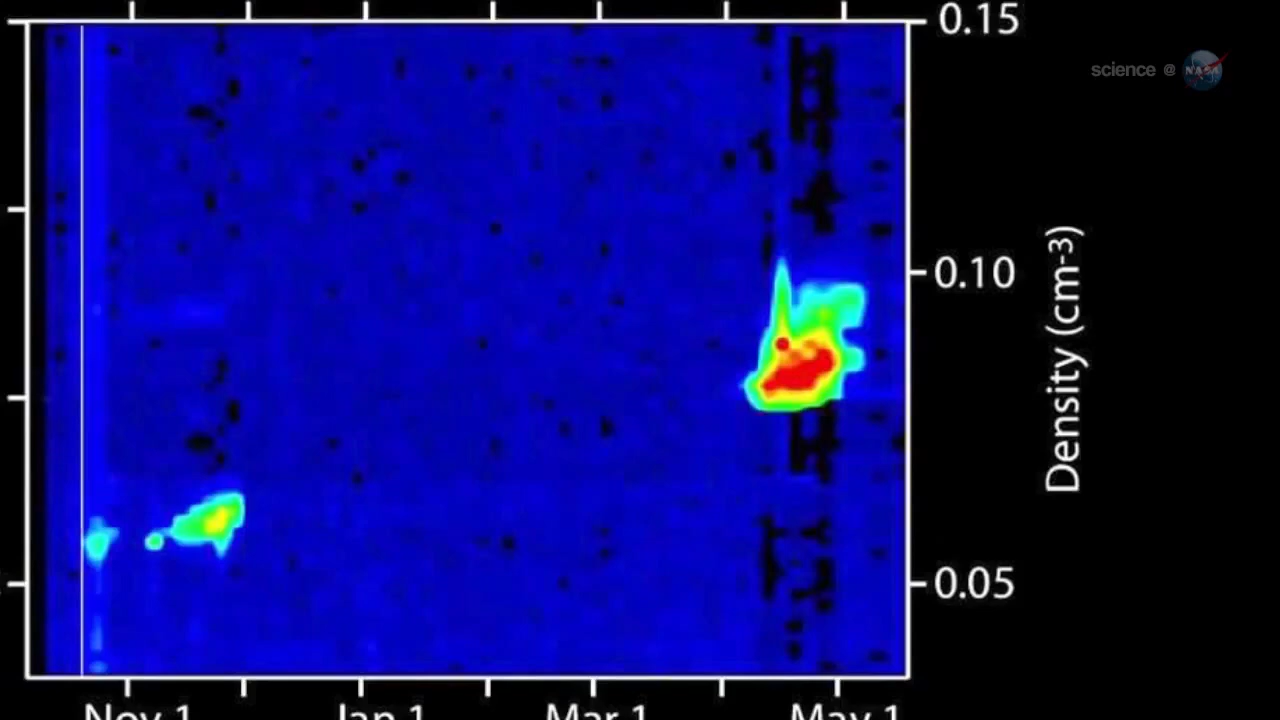 0.15
science @ NASA
0.10
Density (cm-3)
0.05
Nov 1 Jan 1 Mar 1 May 1